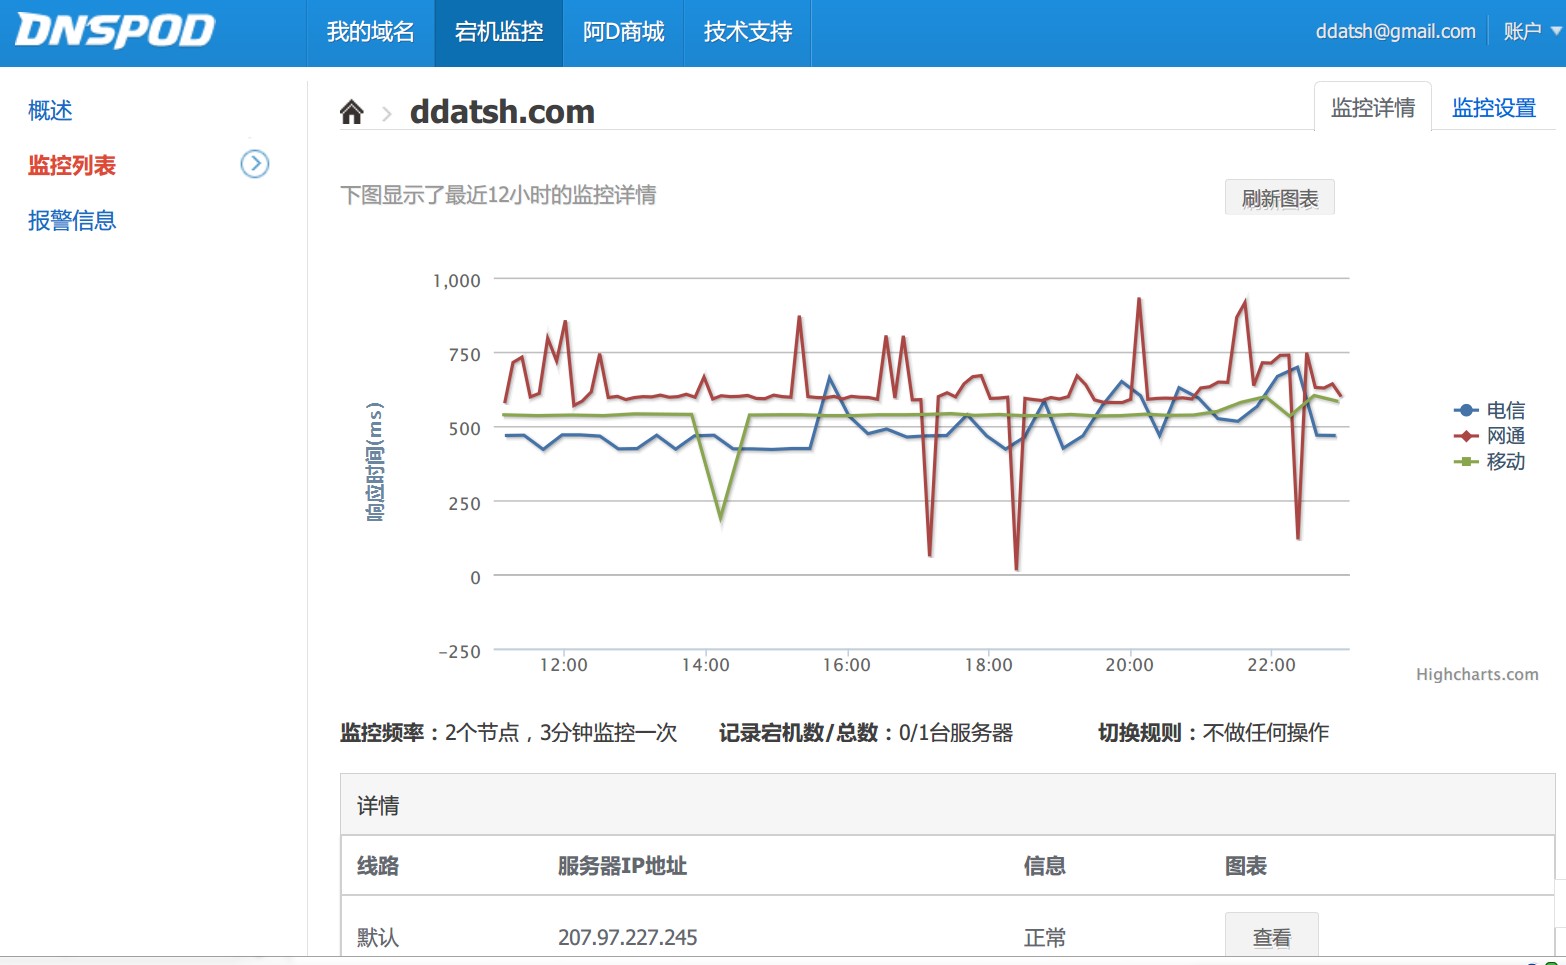 DNSPOD 我的域名 宕机监控 阿D商城 技术支持 ddatsh@gmail.com 账户
概述
监控列表
报警信息
ddatsh.com 监控详情 监控设置
下图显示了最近12小时的监控详情 刷新图表
1,000
750
500
250
0
-250
响应时间(ms)
12:00 14:00 16:00 18:00 20:00 22:00
电信
网通
移动
Highcharts.com
监控频率：2个节点，3分钟监控一次 记录宕机数/总数：0/1台服务器 切换规则：不做任何操作
详情
线路 服务器IP地址 信息 图表
默认 207.97.227.245 正常 查看